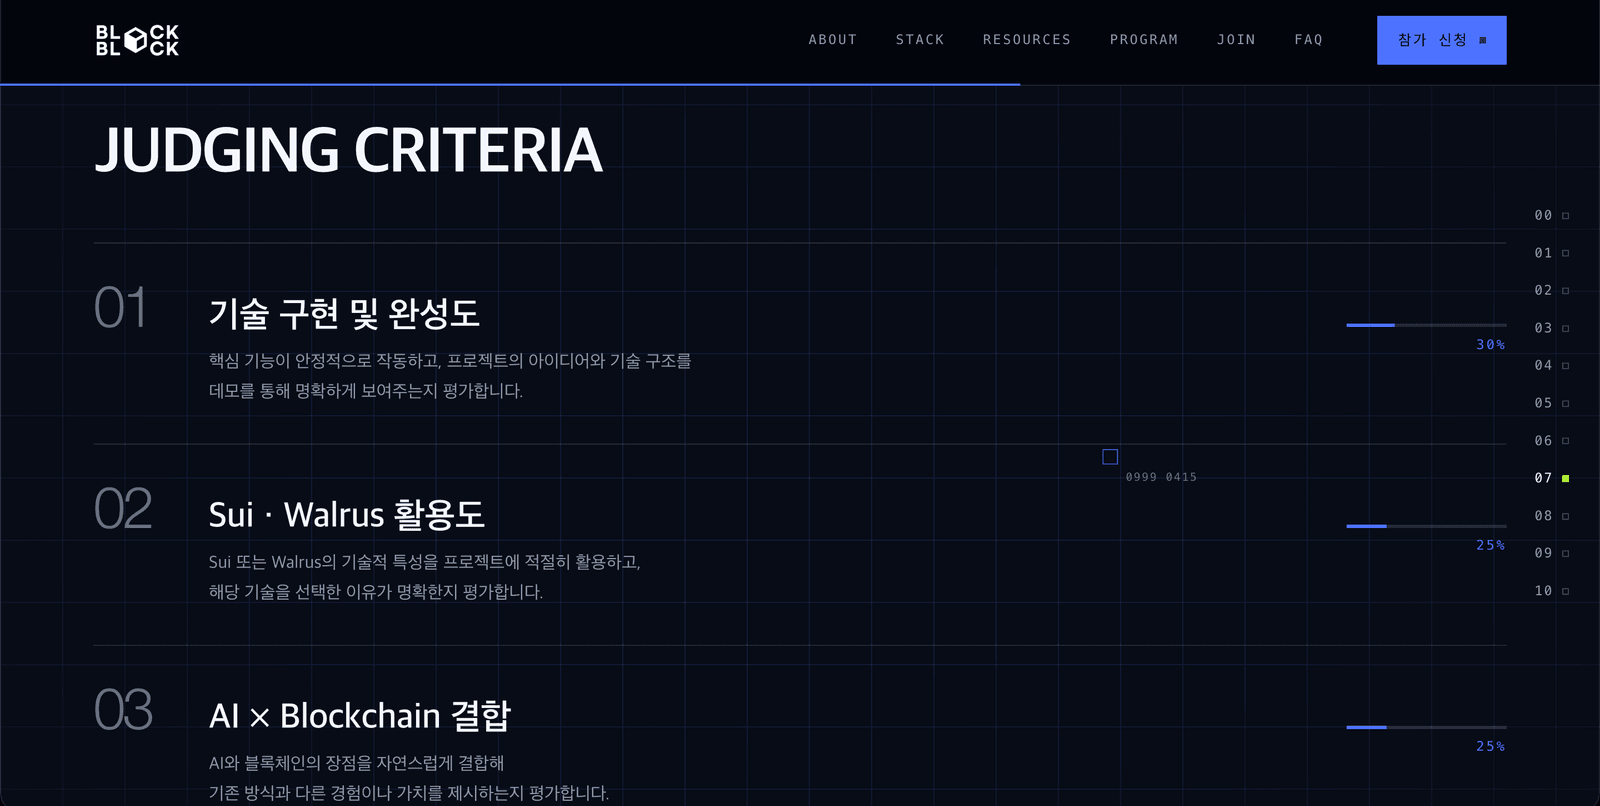 BLOCK
BLOCK
ABOUT STACK RESOURCES PROGRAM JOIN FAQ 참가 신청
JUDGING CRITERIA
01
기술 구현 및 완성도
핵심 기능이 안정적으로 작동하고, 프로젝트의 아이디어와 기술 구조를
데모를 통해 명확하게 보여주는지 평가합니다.
30%
0999 0415
02
Sui · Walrus 활용도
Sui 또는 Walrus의 기술적 특성을 프로젝트에 적절히 활용하고,
해당 기술을 선택한 이유가 명확한지 평가합니다.
25%
03
AI × Blockchain 결합
AI와 블록체인의 장점을 자연스럽게 결합해
기존 방식과 다른 경험이나 가치를 제시하는지 평가합니다.
25%
00
01
02
03
04
05
06
07
08
09
10